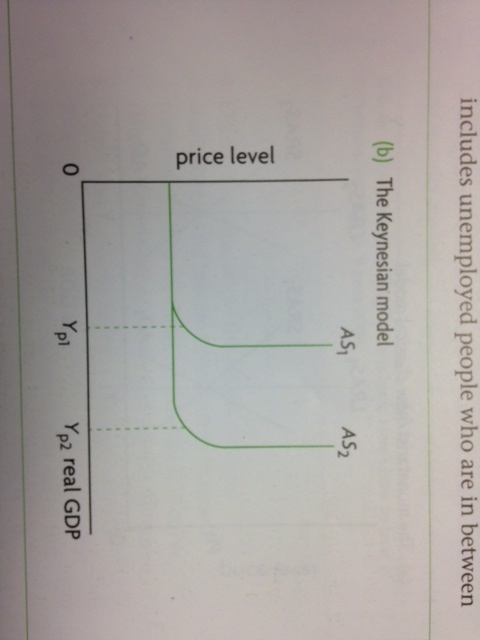 includes unemployed people who are in between
(b) The Keynesian model
price level
AS1
AS2
0
Yp1
Yp2 real GDP